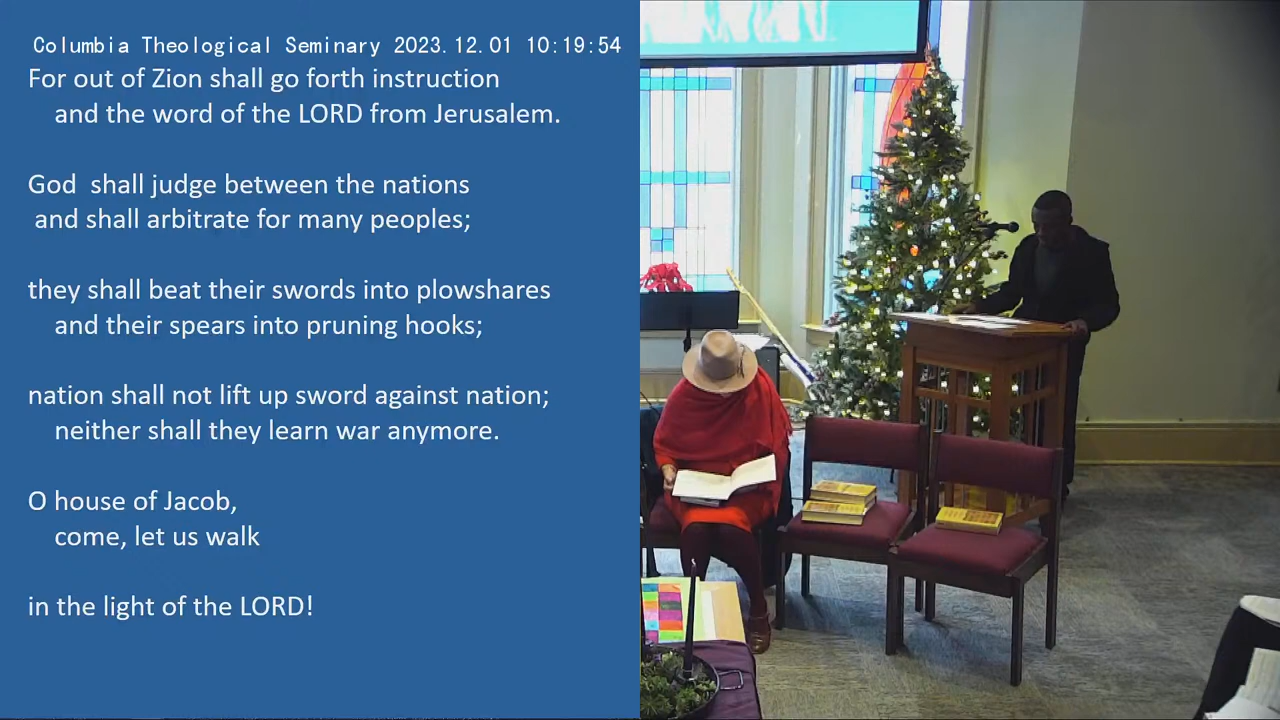 Columbia Theological Seminary 2023.12.01 10:19:54
For out of Zion shall go forth instruction
and the word of the LORD from Jerusalem.
God  shall judge between the nations
and shall arbitrate for many peoples;
they shall beat their swords into plowshares
and their spears into pruning hooks;
nation shall not lift up sword against nation;
neither shall they learn war anymore.
O house of Jacob,
come, let us walk
in the light of the LORD!